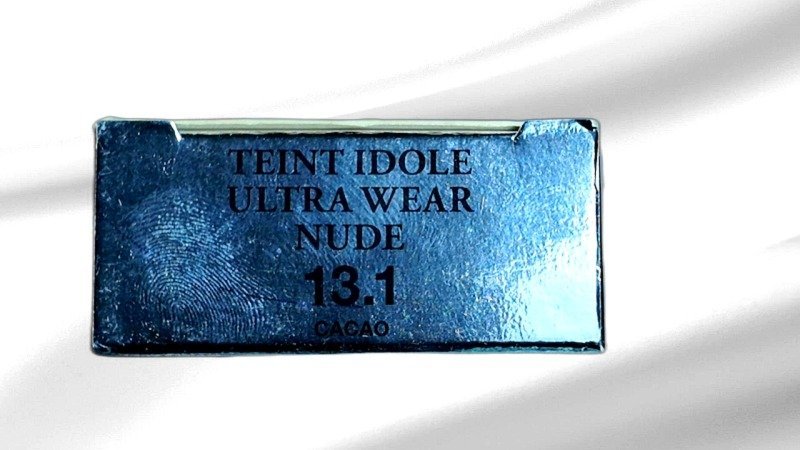 TEINT IDOLE
ULTRA WEAR
NUDE
13.1
CACAO